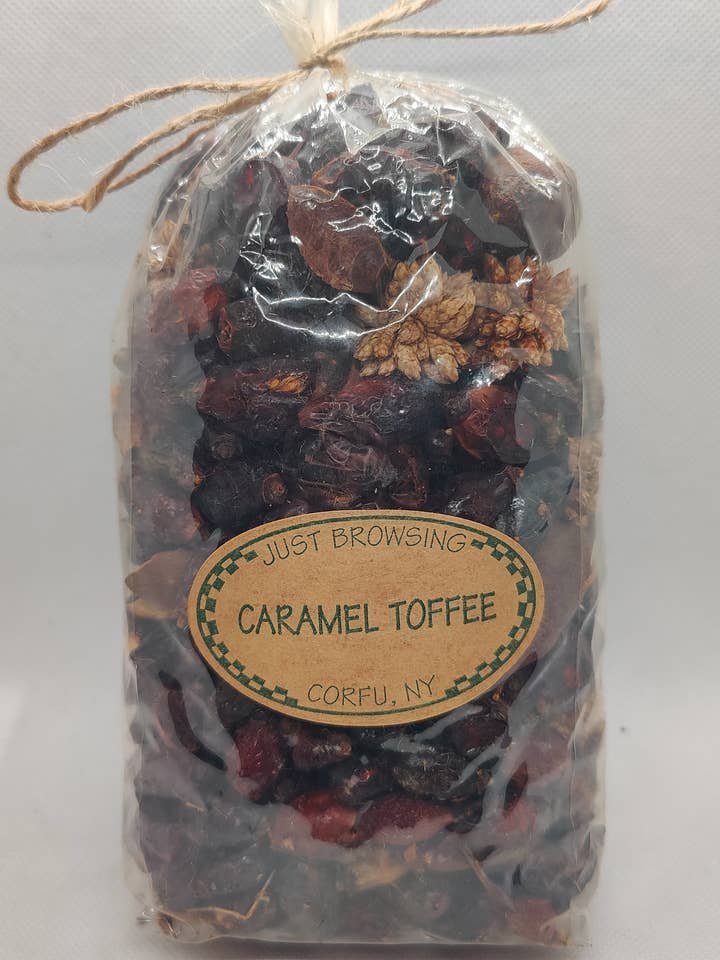 JUST BROWSING
CARAMEL TOFFEE
CORFU, NY